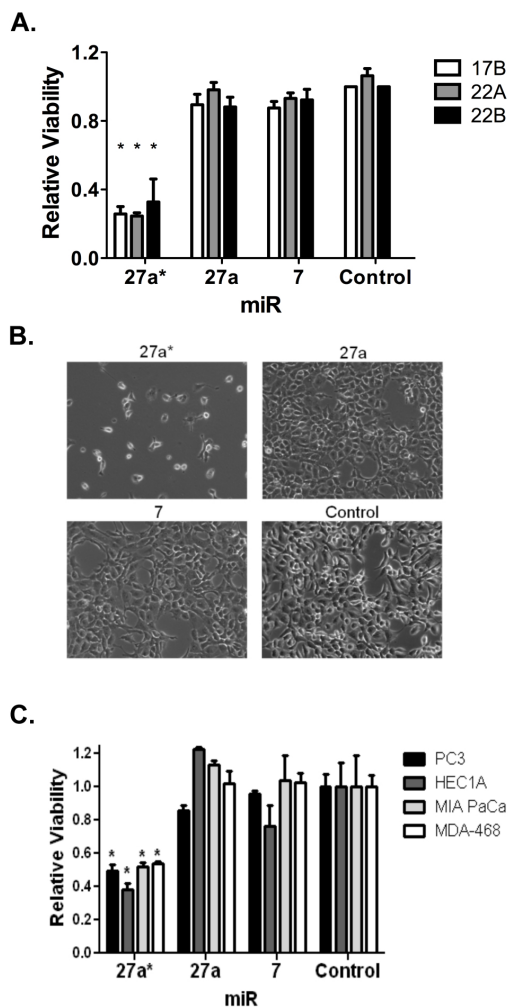 A.
1.2
0.8
0.4
0.0
Relative Viability
* * *
27a* 27a 7 Control
miR
17B
22A
22B
B.
27a* 27a
7 Control
C.
1.2
1.0
0.8
0.6
0.4
0.2
0.0
Relative Viability
* * * *
27a* 27a 7 Control
miR
PC3
HEC1A
MIA PaCa
MDA-468